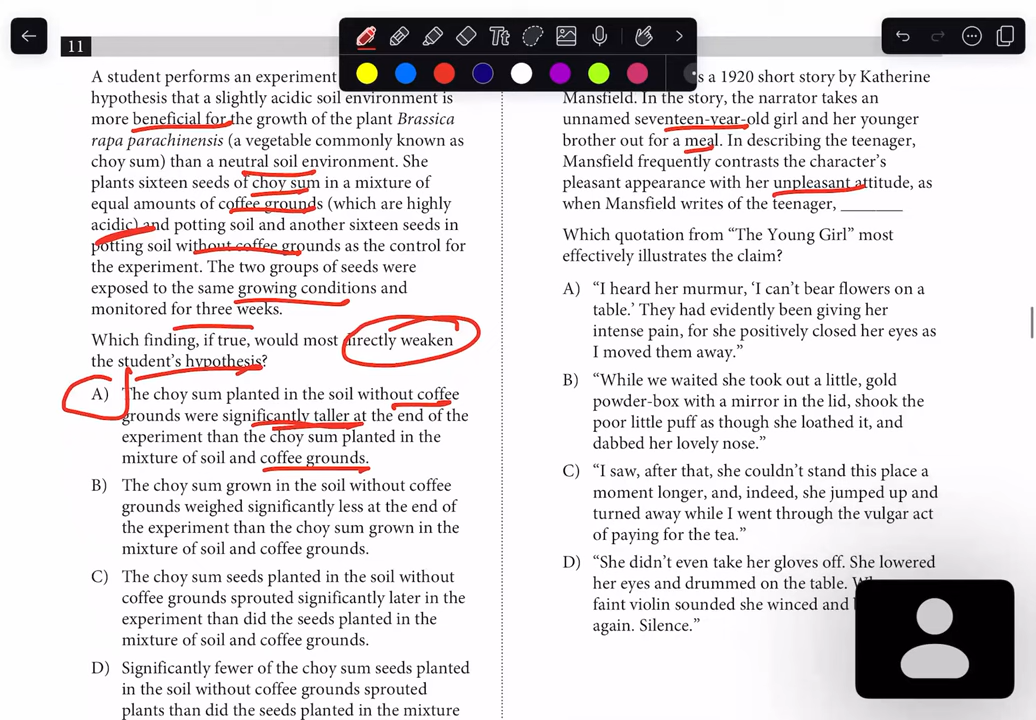 11
Tt
A student performs an experiment
hypothesis that a slightly acidic soil environment is
more beneficial for the growth of the plant Brassica
rapa parachinensis (a vegetable commonly known as
choy sum) than a neutral soil environment. She
plants sixteen seeds of choy sum in a mixture of
equal amounts of coffee grounds (which are highly
acidic) and potting soil and another sixteen seeds in
potting soil without coffee grounds as the control for
the experiment. The two groups of seeds were
exposed to the same growing conditions and
monitored for three weeks.
Which finding, if true, would most directly weaken
the student's hypothesis?
A) The choy sum planted in the soil without coffee
grounds were significantly taller at the end of the
experiment than the choy sum planted in the
mixture of soil and coffee grounds.
B) The choy sum grown in the soil without coffee
grounds weighed significantly less at the end of
the experiment than the choy sum grown in the
mixture of soil and coffee grounds.
C) The choy sum seeds planted in the soil without
coffee grounds sprouted significantly later in the
experiment than did the seeds planted in the
mixture of soil and coffee grounds.
D) Significantly fewer of the choy sum seeds planted
in the soil without coffee grounds sprouted
plants than did the seeds planted in the mixture
s a 1920 short story by Katherine
Mansfield. In the story, the narrator takes an
unnamed seventeen-year-old girl and her younger
brother out for a meal. In describing the teenager,
Mansfield frequently contrasts the character's
pleasant appearance with her unpleasant attitude, as
when Mansfield writes of the teenager, ______
Which quotation from “The Young Girl” most
effectively illustrates the claim?
A) “I heard her murmur, ‘I can't bear flowers on a
table.’ They had evidently been giving her
intense pain, for she positively closed her eyes as
I moved them away.”
B) “While we waited she took out a little, gold
powder-box with a mirror in the lid, shook the
poor little puff as though she loathed it, and
dabbed her lovely nose.”
C) “I saw, after that, she couldn't stand this place a
moment longer, and, indeed, she jumped up and
turned away while I went through the vulgar act
of paying for the tea.”
D) “She didn't even take her gloves off. She lowered
her eyes and drummed on the table.
faint violin sounded she winced and
again. Silence.”